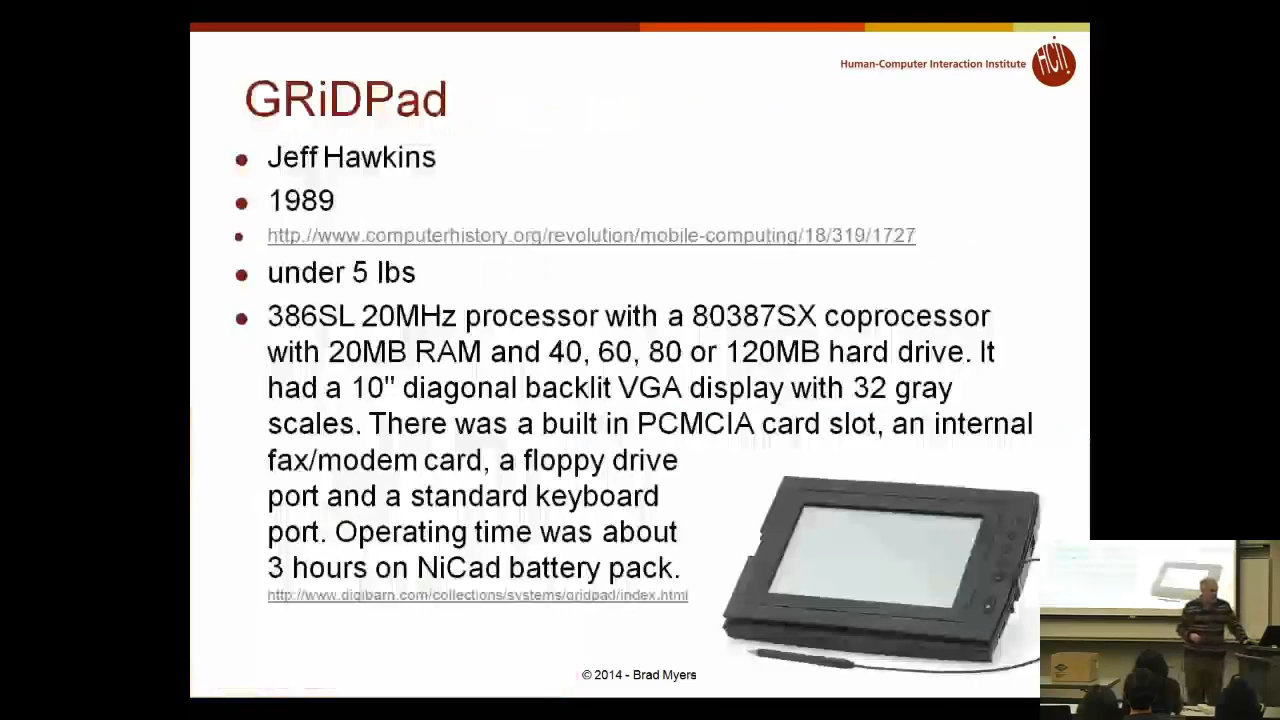 Human-Computer Interaction Institute
HCII
GRiDPad
Jeff Hawkins
1989
http://www.computerhistory.org/revolution/mobile-computing/18/319/1727
under 5 lbs
386SL 20MHz processor with a 80387SX coprocessor
with 20MB RAM and 40, 60, 80 or 120MB hard drive. It
had a 10" diagonal backlit VGA display with 32 gray
scales. There was a built in PCMCIA card slot, an internal
fax/modem card, a floppy drive
port and a standard keyboard
port. Operating time was about
3 hours on NiCad battery pack.
http://www.digibarn.com/collections/systems/gridpad/index.html
© 2014 - Brad Myers